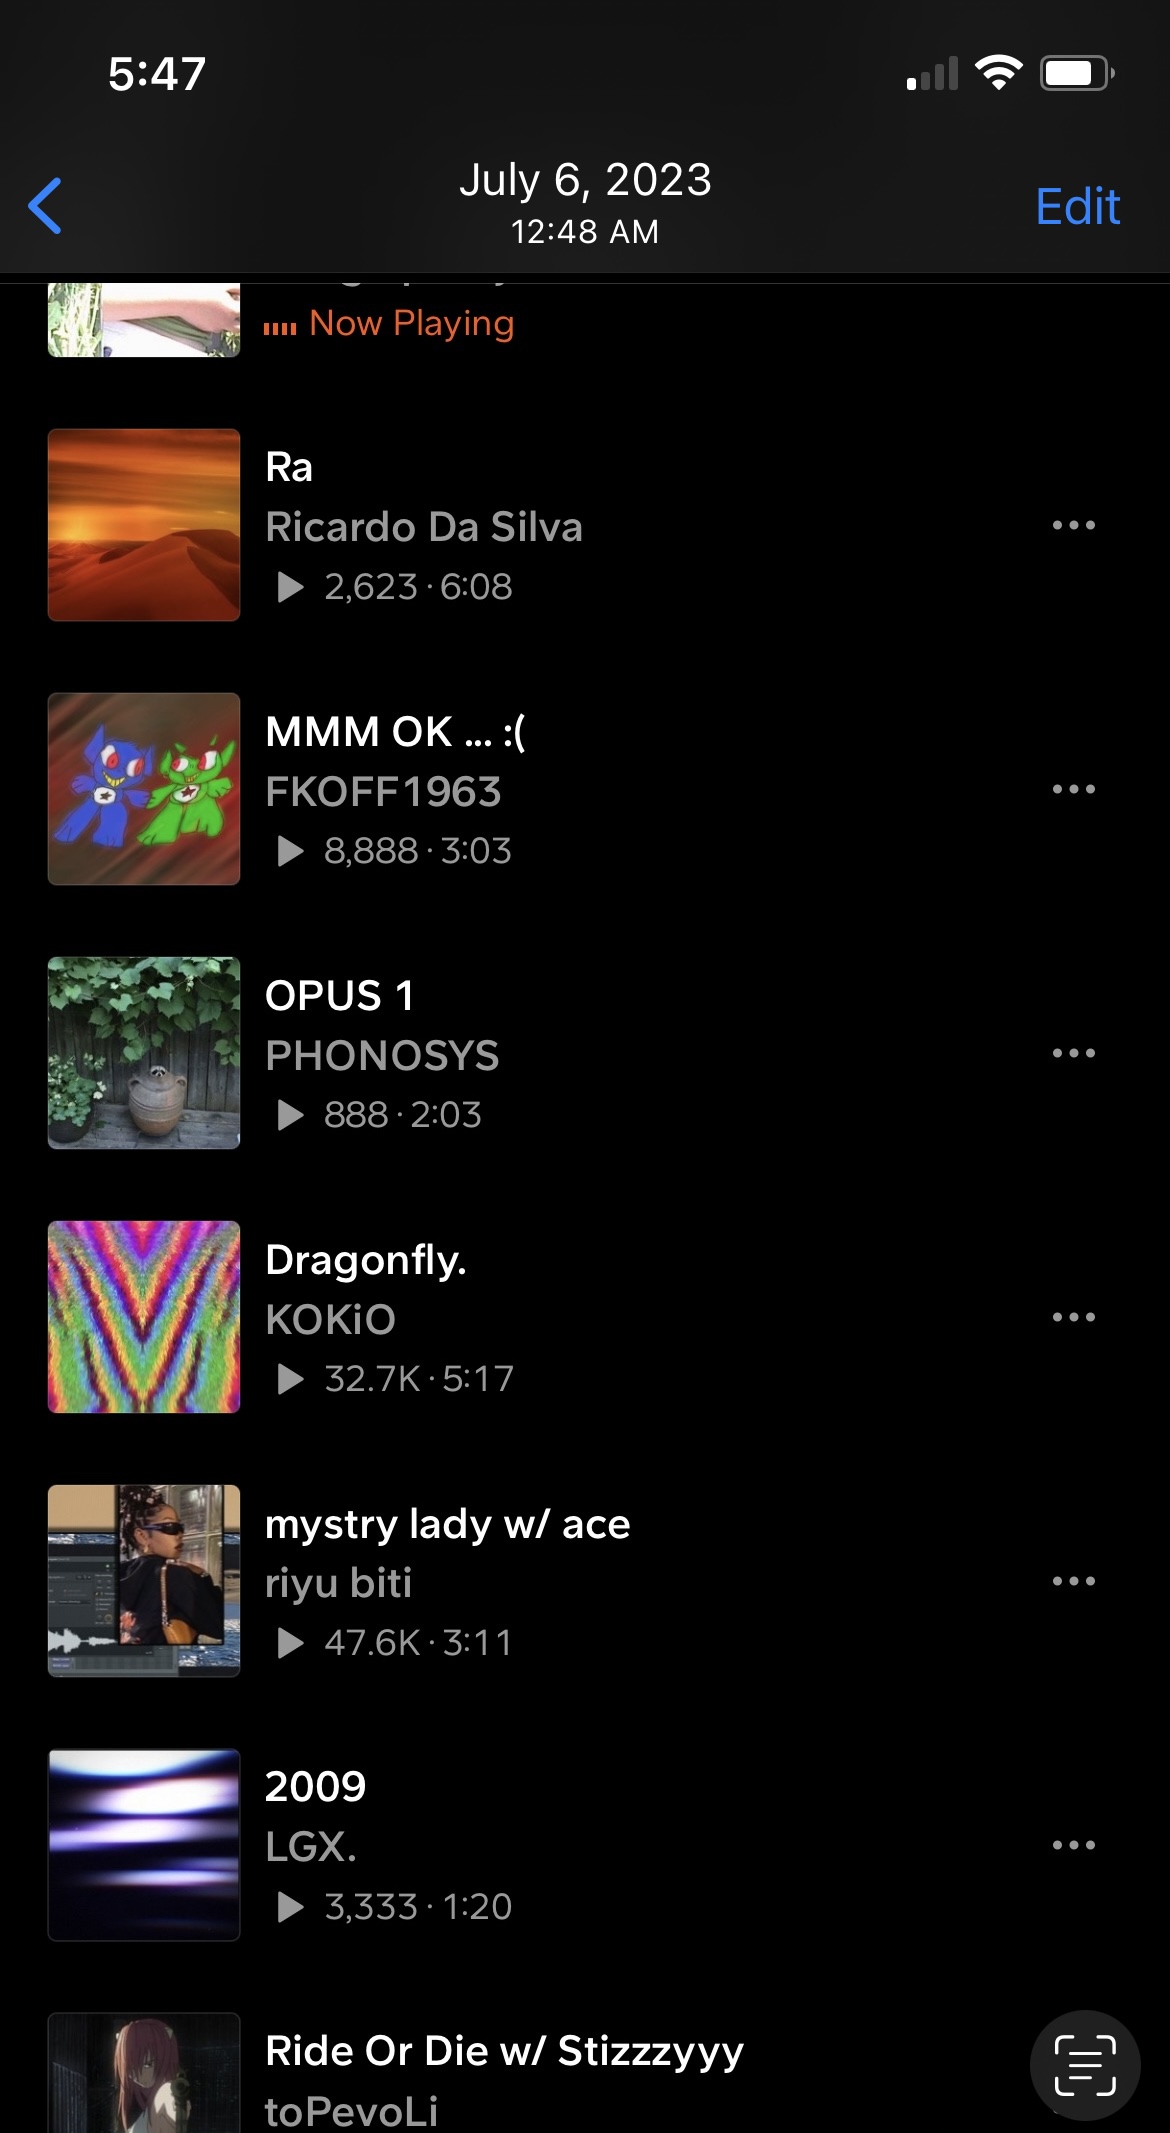 5:47
July 6, 2023
12:48 AM
Edit
Now Playing
Ra
Ricardo Da Silva
2,623 · 6:08
MMM OK ... :(
FKOFF1963
8,888 · 3:03
OPUS 1
PHONOSYS
888 · 2:03
Dragonfly.
KOKiO
32.7K · 5:17
mystry lady w/ ace
riyu biti
47.6K · 3:11
2009
LGX.
3,333 · 1:20
Ride Or Die w/ Stizzzyyy
toPevoLi